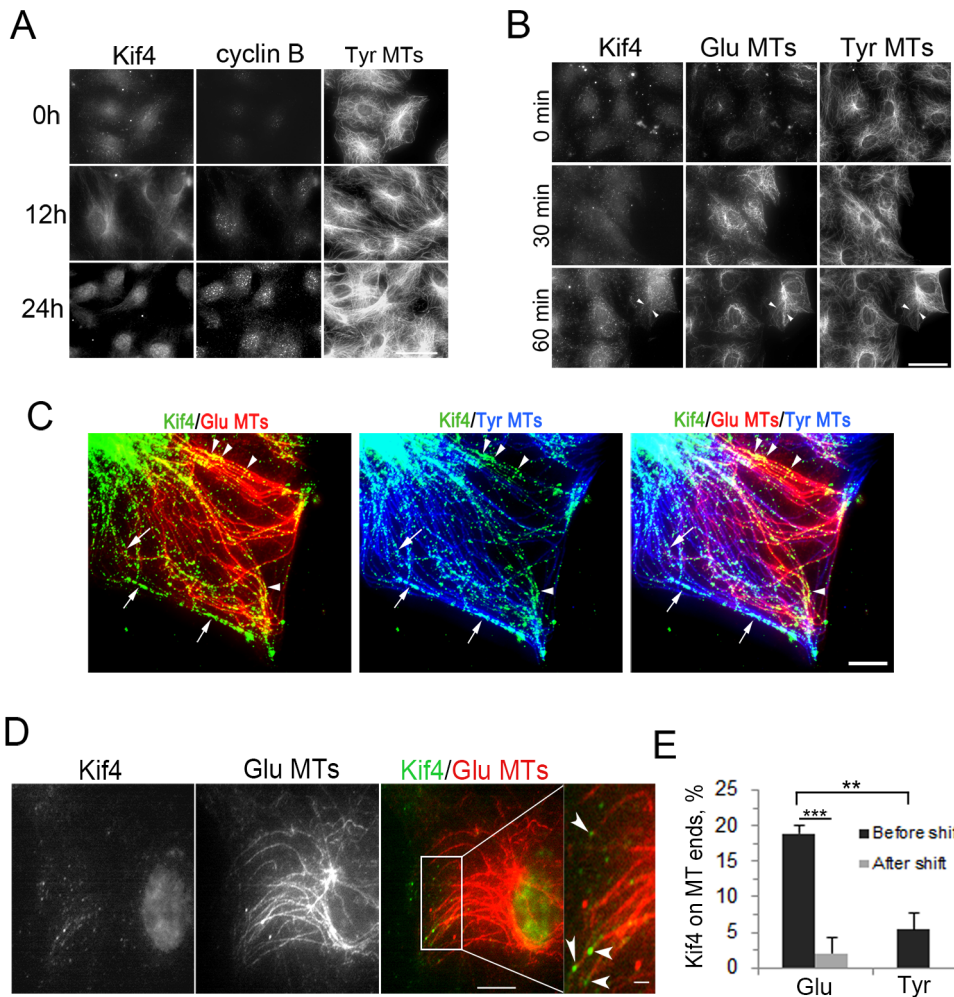 A
Kif4 cyclin B Tyr MTs
0h
12h
24h
B
Kif4 Glu MTs Tyr MTs
0 min
30 min
60 min
C
Kif4/Glu MTs Kif4/Tyr MTs Kif4/Glu MTs/Tyr MTs
D
Kif4 Glu MTs Kif4/Glu MTs
E
Kif4 on MT ends, %
25
20
15
10
5
0
**
***
Before shift
After shift
Glu Tyr